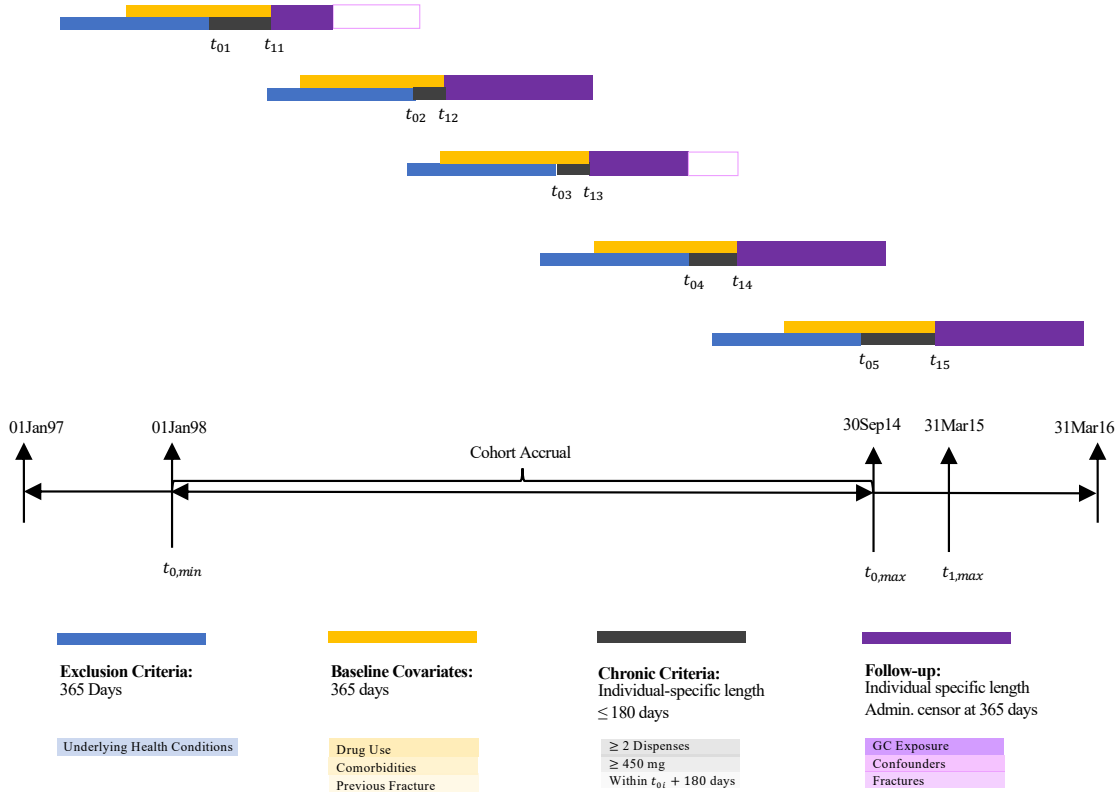 t01 t11
t02 t12
t03 t13
t04 t14
t05 t15
01Jan97 01Jan98 30Sep14 31Mar15 31Mar16
Cohort Accrual
t0,min t0,max t1,max
Exclusion Criteria:
365 Days
Underlying Health Conditions
Baseline Covariates:
365 days
Drug Use
Comorbidities
Previous Fracture
Chronic Criteria:
Individual-specific length
≤ 180 days
≥ 2 Dispenses
≥ 450 mg
Within t0i + 180 days
Follow-up:
Individual specific length
Admin. censor at 365 days
GC Exposure
Confounders
Fractures